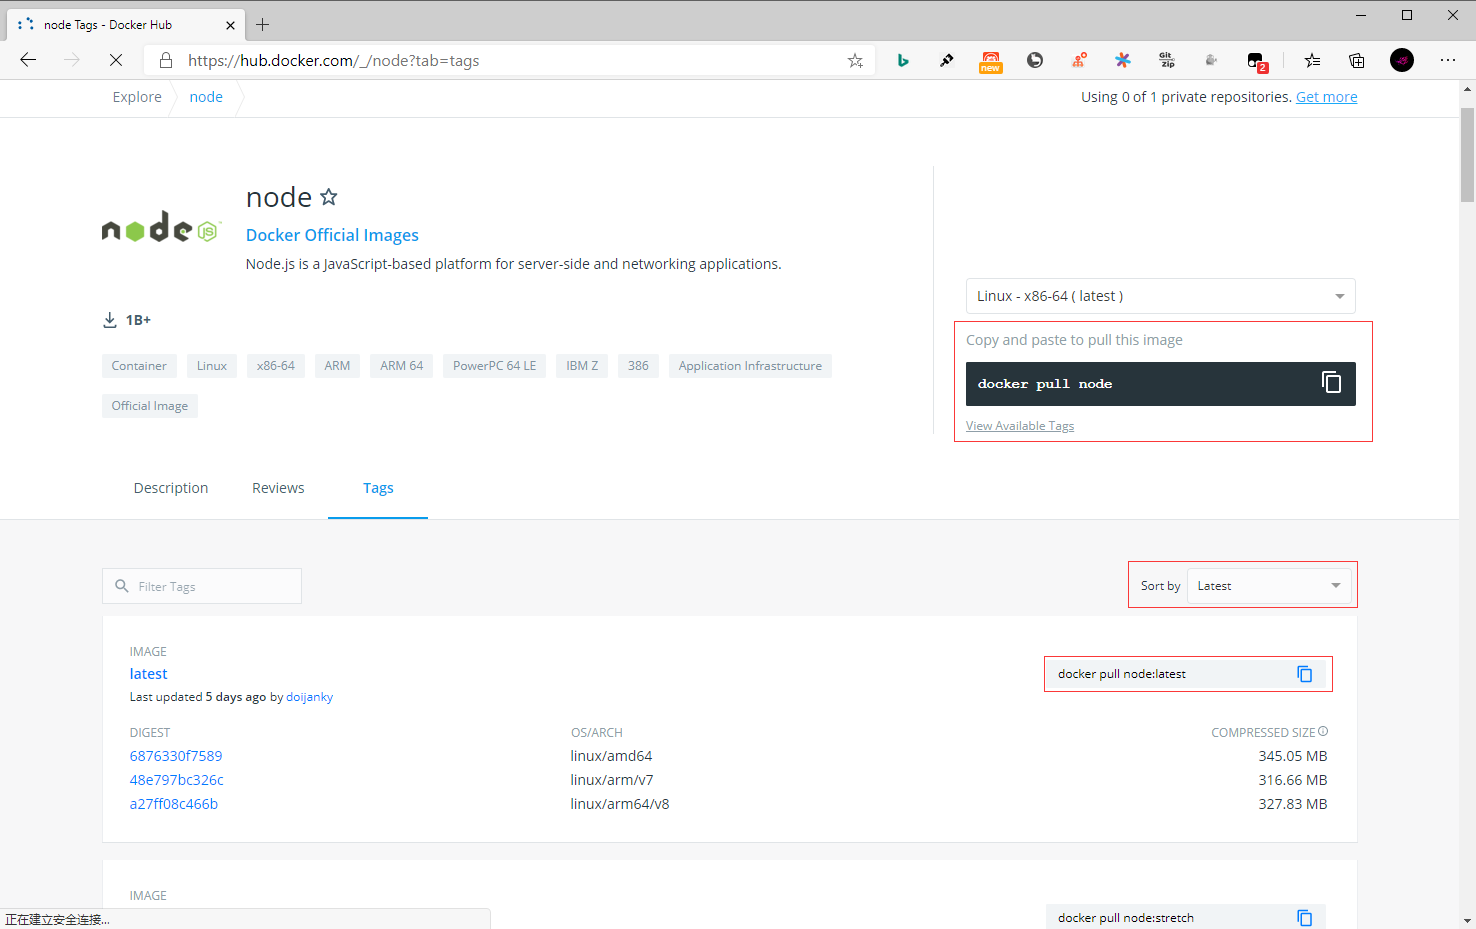 node Tags - Docker Hub
https://hub.docker.com/_/node?tab=tags
new
Git
Zip
2
Explore
node
Using 0 of 1 private repositories. Get more
node
node
JS
Docker Official Images
Node.js is a JavaScript-based platform for server-side and networking applications.
1B+
Container
Linux
x86-64
ARM
ARM 64
PowerPC 64 LE
IBM Z
386
Application Infrastructure
Official Image
Linux - x86-64 ( latest )
Copy and paste to pull this image
docker pull node
View Available Tags
Description
Reviews
Tags
Filter Tags
Sort by
Latest
IMAGE
latest
Last updated 5 days ago by doijanky
docker pull node:latest
DIGEST
OS/ARCH
COMPRESSED SIZE
6876330f7589
linux/amd64
345.05 MB
48e797bc326c
linux/arm/v7
316.66 MB
a27ff08c466b
linux/arm64/v8
327.83 MB
IMAGE
docker pull node:stretch
正在建立安全连接...